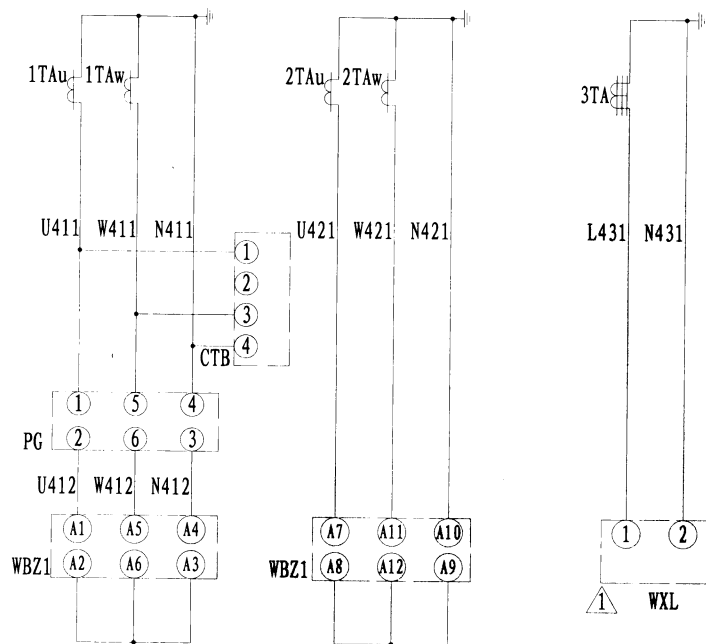 1TAu 1TAw 2TAu 2TAw 3TA
U411 W411 N411 U421 W421 N421 L431 N431
1
2
3
CTB 4
1 5 4
PG 2 6 3
U412 W412 N412
A1 A5 A4 A7 A11 A10 1 2
WBZ1 A2 A6 A3 WBZ1 A8 A12 A9
1 WXL